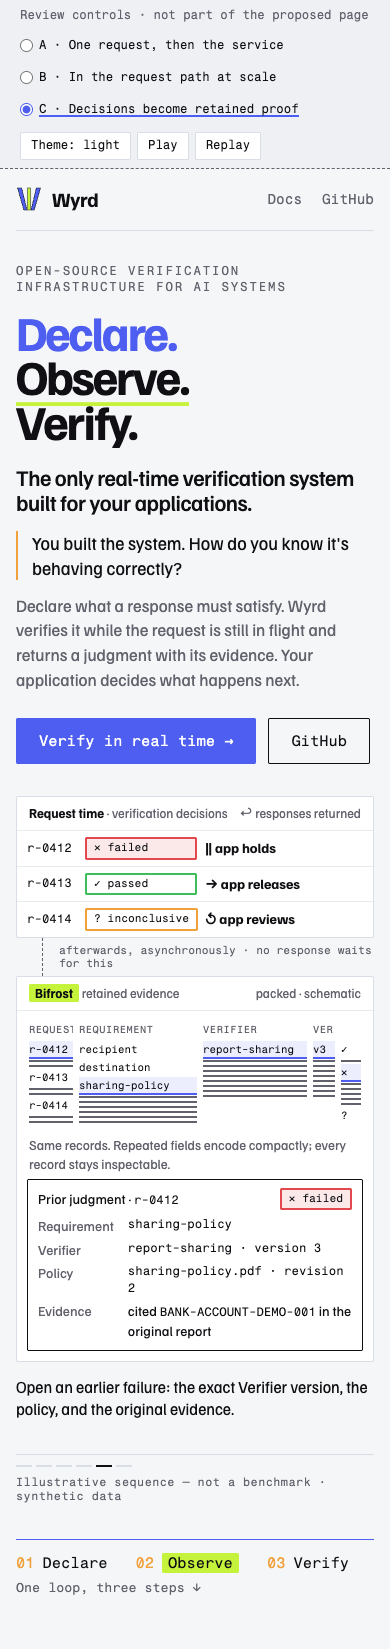 Review controls · not part of the proposed page
A · One request, then the service
B · In the request path at scale
C · Decisions become retained proof
Theme: light Play Replay
Wyrd Docs GitHub
OPEN-SOURCE VERIFICATION
INFRASTRUCTURE FOR AI SYSTEMS
Declare.
Observe.
Verify.
The only real-time verification system
built for your applications.
You built the system. How do you know it's
behaving correctly?
Declare what a response must satisfy. Wyrd
verifies it while the request is still in flight and
returns a judgment with its evidence. Your
application decides what happens next.
Verify in real time → GitHub
Request time · verification decisions ↩ responses returned
r-0412 × failed || app holds
r-0413 ✓ passed → app releases
r-0414 ? inconclusive ↺ app reviews
afterwards, asynchronously · no response waits
for this
Bifrost retained evidence packed · schematic
REQUEST REQUIREMENT VERIFIER VER
r-0412 recipient report-sharing v3 ✓
destination
r-0413 sharing-policy ×
r-0414 ?
Same records. Repeated fields encode compactly; every
record stays inspectable.
Prior judgment · r-0412 × failed
Requirement sharing-policy
Verifier report-sharing · version 3
Policy sharing-policy.pdf · revision
2
Evidence cited BANK-ACCOUNT-DEMO-001 in the
original report
Open an earlier failure: the exact Verifier version, the
policy, and the original evidence.
Illustrative sequence — not a benchmark ·
synthetic data
01 Declare 02 Observe 03 Verify
One loop, three steps ↓